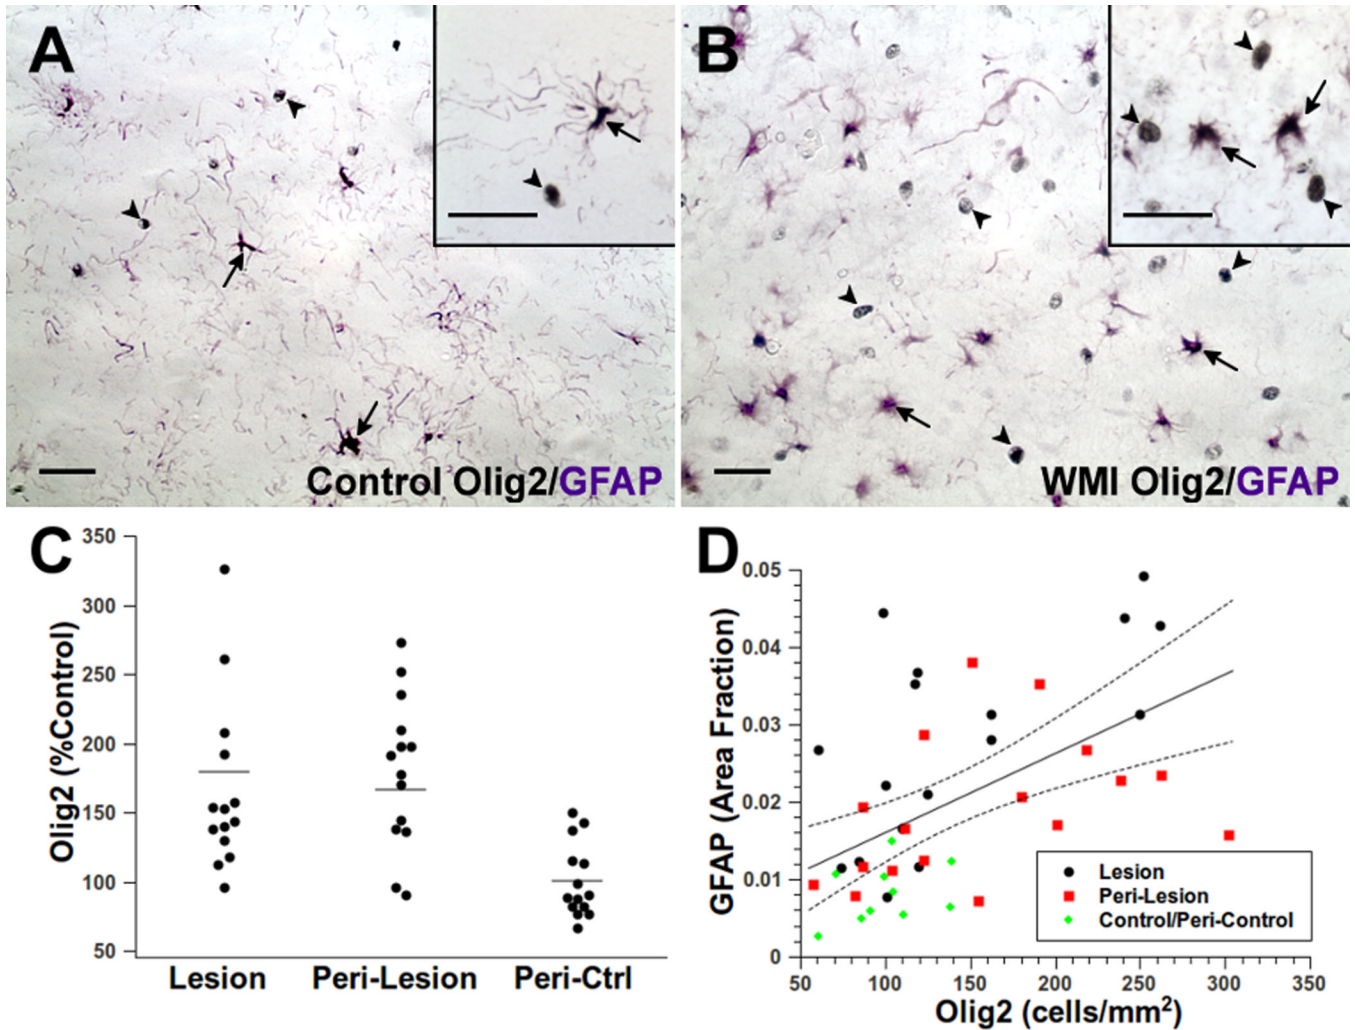 A
Control Olig2/GFAP
B
WMI Olig2/GFAP
C
Olig2 (%Control)
350
300
250
200
150
100
50
Lesion Peri-Lesion Peri-Ctrl
D
GFAP (Area Fraction)
0.05
0.04
0.03
0.02
0.01
0
Lesion
Peri-Lesion
Control/Peri-Control
50 100 150 200 250 300 350
Olig2 (cells/mm²)